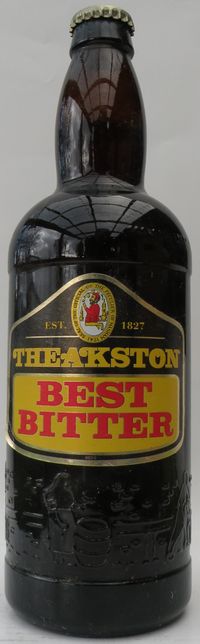 EST. 1827
THEAKSTON
BEST
BITTER